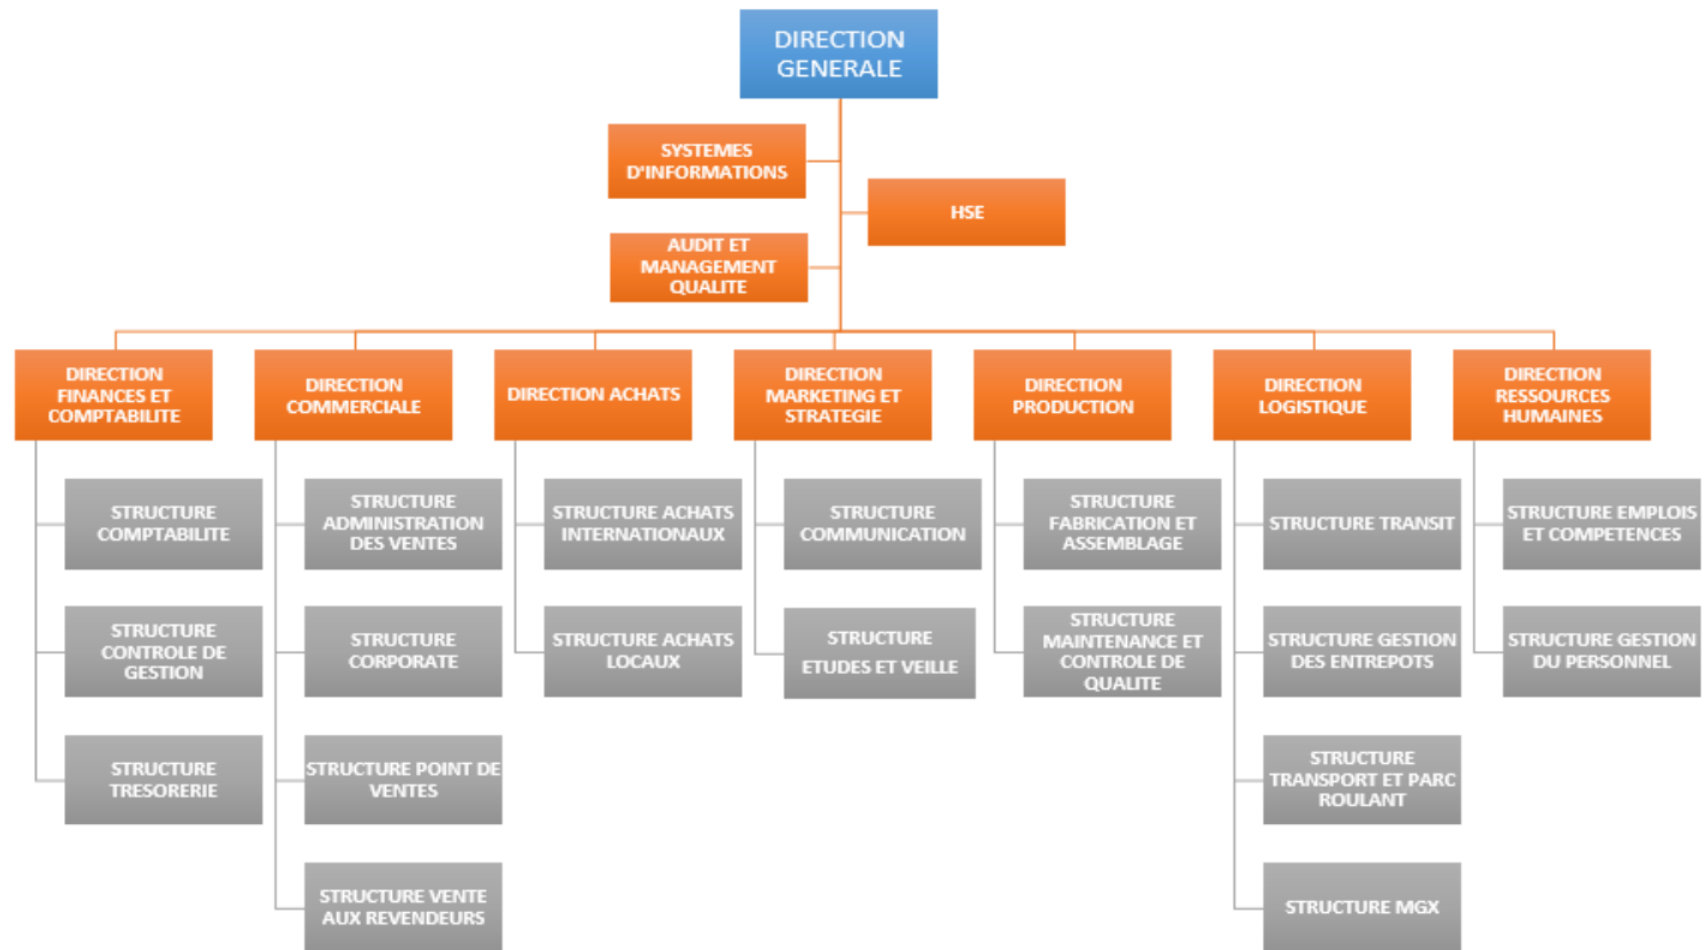 DIRECTION
GENERALE
SYSTEMES
D'INFORMATIONS
HSE
AUDIT ET
MANAGEMENT
QUALITE
DIRECTION
FINANCES ET
COMPTABILITE
DIRECTION
COMMERCIALE
DIRECTION ACHATS
DIRECTION
MARKETING ET
STRATEGIE
DIRECTION
PRODUCTION
DIRECTION
LOGISTIQUE
DIRECTION
RESSOURCES
HUMAINES
STRUCTURE
COMPTABILITE
STRUCTURE
ADMINISTRATION
DES VENTES
STRUCTURE ACHATS
INTERNATIONAUX
STRUCTURE
COMMUNICATION
STRUCTURE
FABRICATION ET
ASSEMBLAGE
STRUCTURE TRANSIT
STRUCTURE EMPLOIS
ET COMPETENCES
STRUCTURE
CONTROLE DE
GESTION
STRUCTURE
CORPORATE
STRUCTURE ACHATS
LOCAUX
STRUCTURE
ETUDES ET VEILLE
STRUCTURE
MAINTENANCE ET
CONTROLE DE
QUALITE
STRUCTURE GESTION
DES ENTREPOTS
STRUCTURE GESTION
DU PERSONNEL
STRUCTURE
TRESORERIE
STRUCTURE POINT DE
VENTES
STRUCTURE
TRANSPORT ET PARC
ROULANT
STRUCTURE VENTE
AUX REVENDEURS
STRUCTURE MGX